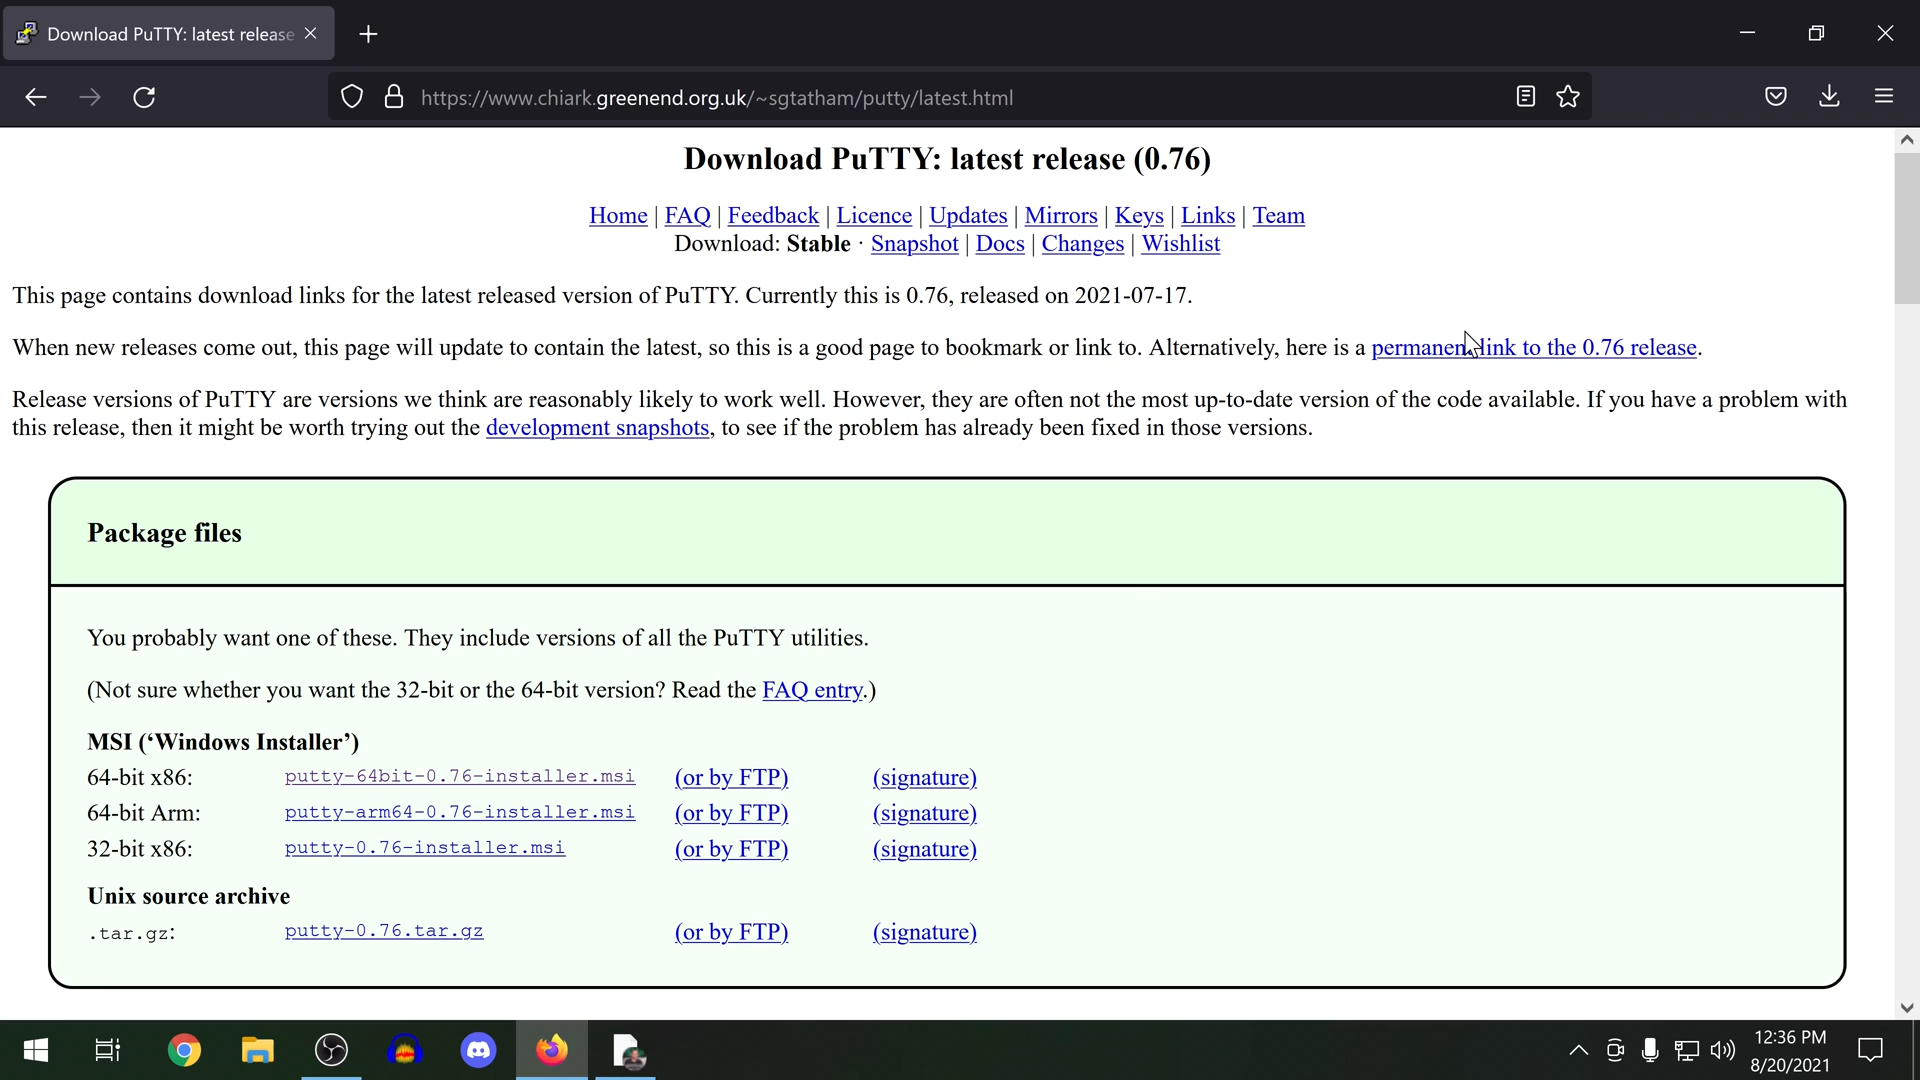 Download PuTTY: latest release
https://www.chiark.greenend.org.uk/~sgtatham/putty/latest.html
Download PuTTY: latest release (0.76)
Home | FAQ | Feedback | Licence | Updates | Mirrors | Keys | Links | Team
Download: Stable · Snapshot | Docs | Changes | Wishlist
This page contains download links for the latest released version of PuTTY. Currently this is 0.76, released on 2021-07-17.
When new releases come out, this page will update to contain the latest, so this is a good page to bookmark or link to. Alternatively, here is a permanent link to the 0.76 release.
Release versions of PuTTY are versions we think are reasonably likely to work well. However, they are often not the most up-to-date version of the code available. If you have a problem with
this release, then it might be worth trying out the development snapshots, to see if the problem has already been fixed in those versions.
Package files
You probably want one of these. They include versions of all the PuTTY utilities.
(Not sure whether you want the 32-bit or the 64-bit version? Read the FAQ entry.)
MSI (‘Windows Installer’)
64-bit x86: putty-64bit-0.76-installer.msi (or by FTP) (signature)
64-bit Arm: putty-arm64-0.76-installer.msi (or by FTP) (signature)
32-bit x86: putty-0.76-installer.msi (or by FTP) (signature)
Unix source archive
.tar.gz: putty-0.76.tar.gz (or by FTP) (signature)
12:36 PM
8/20/2021